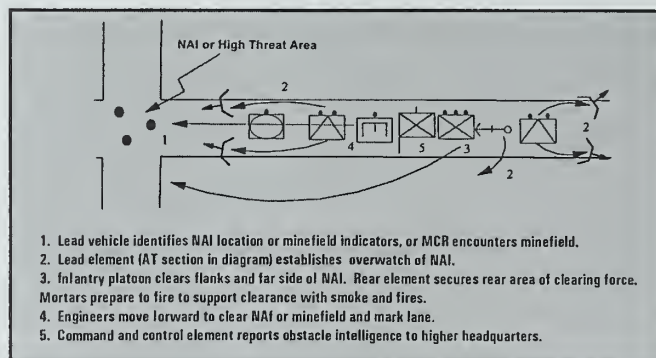 NAI or High Threat Area
2
1
4
5
3
2
2
1. Lead vehicle identifies NAI location or minefield indicators, or MCR encounters minefield.
2. Lead element (AT section in diagram) establishes overwatch of NAI.
3. Infantry platoon clears flanks and far side of NAI. Rear element secures rear area of clearing force.
Mortars prepare to fire to support clearance with smoke and fires.
4. Engineers move forward to clear NAI or minefield and mark lane.
5. Command and control element reports obstacle intelligence to higher headquarters.